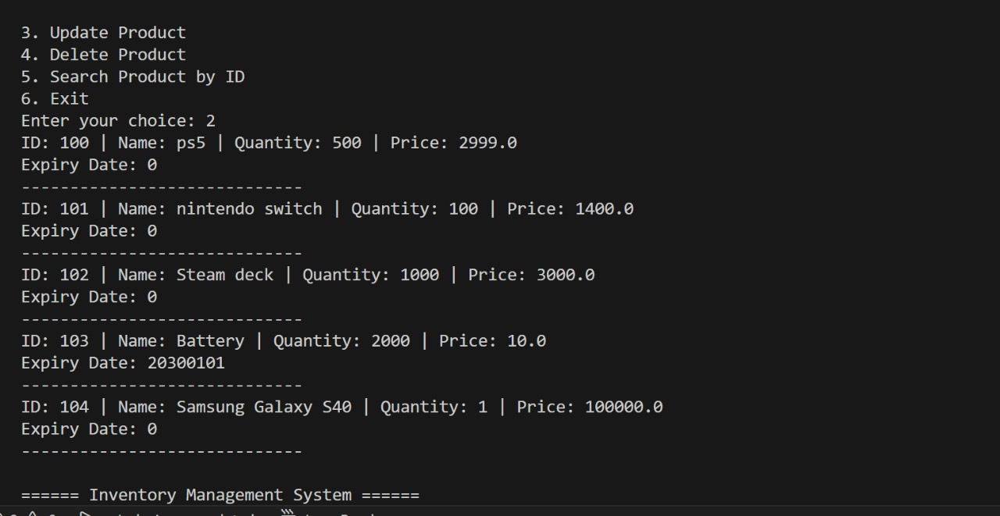 3. Update Product
4. Delete Product
5. Search Product by ID
6. Exit
Enter your choice: 2
ID: 100 | Name: ps5 | Quantity: 500 | Price: 2999.0
Expiry Date: 0
-----------------------------
ID: 101 | Name: nintendo switch | Quantity: 100 | Price: 1400.0
Expiry Date: 0
-----------------------------
ID: 102 | Name: Steam deck | Quantity: 1000 | Price: 3000.0
Expiry Date: 0
-----------------------------
ID: 103 | Name: Battery | Quantity: 2000 | Price: 10.0
Expiry Date: 20300101
-----------------------------
ID: 104 | Name: Samsung Galaxy S40 | Quantity: 1 | Price: 100000.0
Expiry Date: 0
-----------------------------
====== Inventory Management System ======